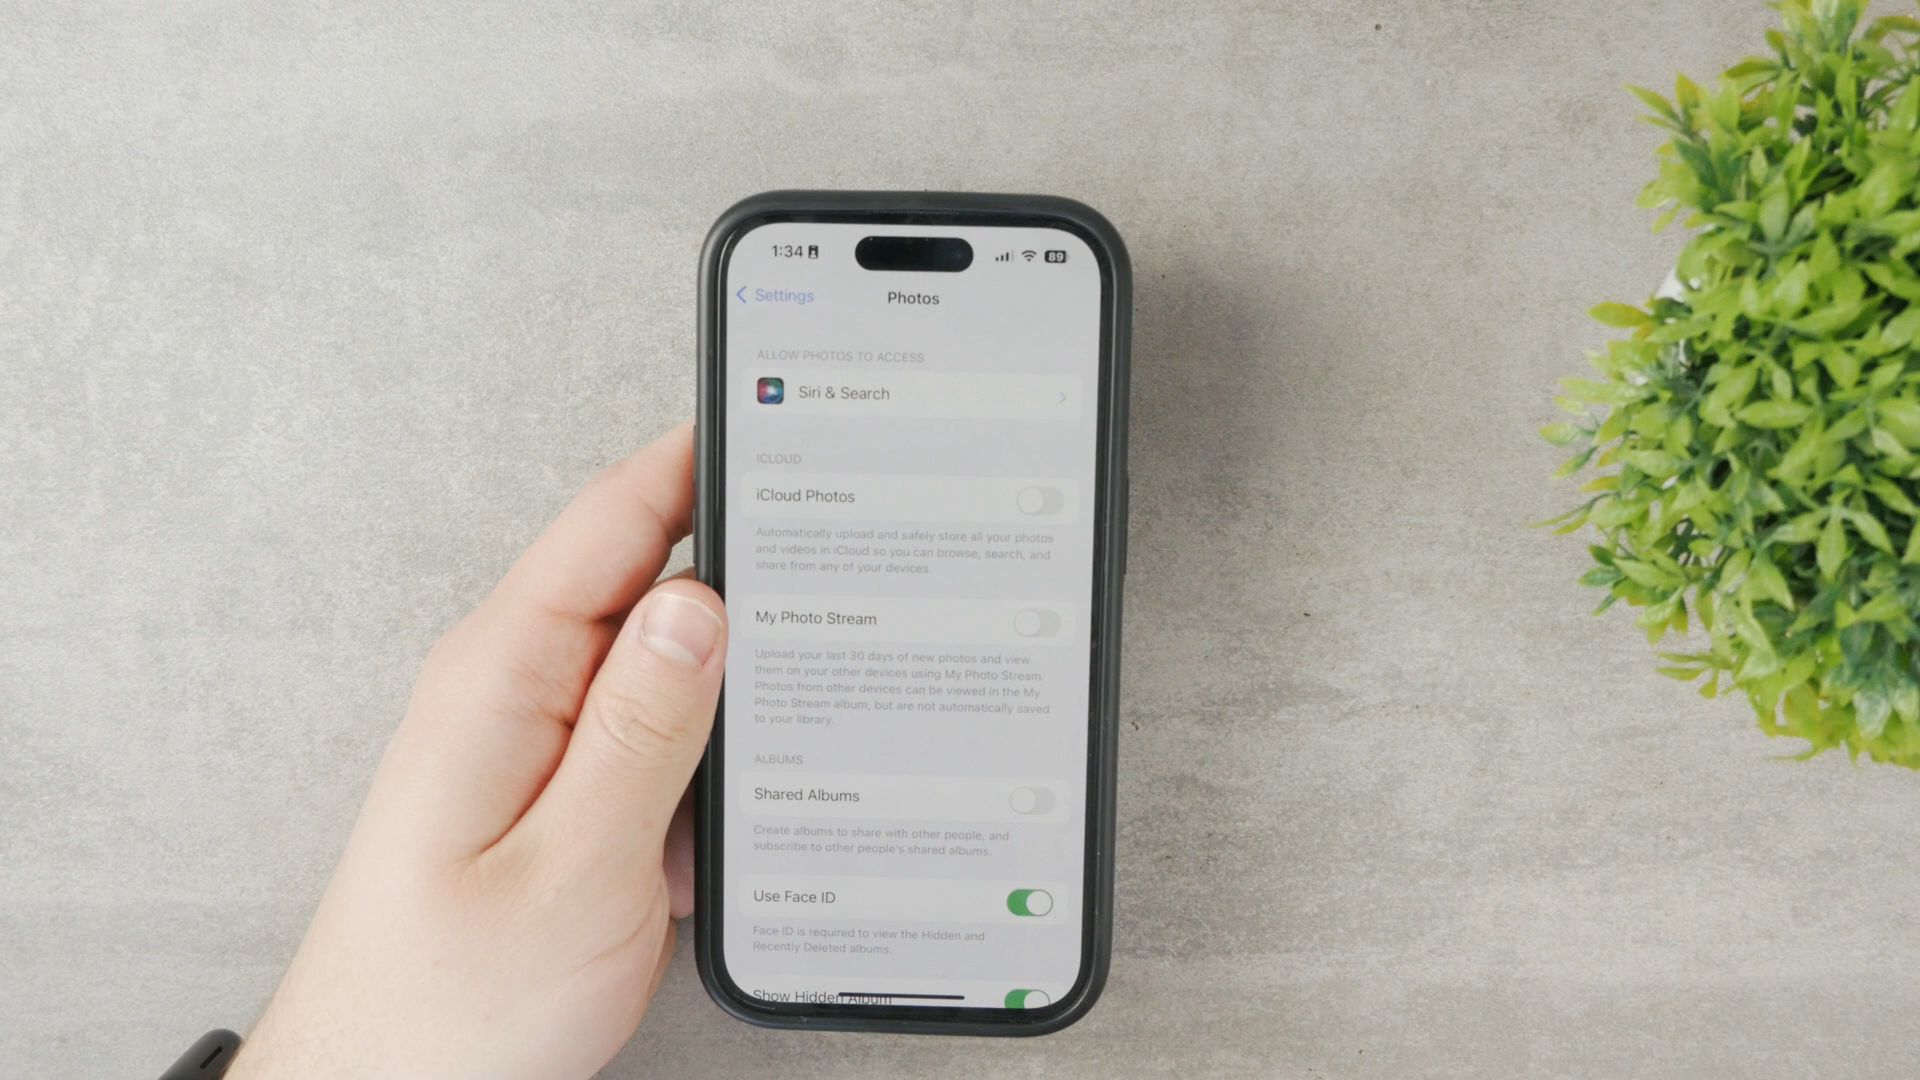 1:34
89
Settings
Photos
ALLOW PHOTOS TO ACCESS
Siri & Search
ICLOUD
iCloud Photos
Automatically upload and safely store all your photos
and videos in iCloud so you can browse, search, and
share from any of your devices.
My Photo Stream
Upload your last 30 days of new photos and view
them on your other devices using My Photo Stream.
Photos from other devices can be viewed in the My
Photo Stream album, but are not automatically saved
to your library.
ALBUMS
Shared Albums
Create albums to share with other people, and
subscribe to other people's shared albums.
Use Face ID
Face ID is required to view the Hidden and
Recently Deleted albums.
Show Hidden Album